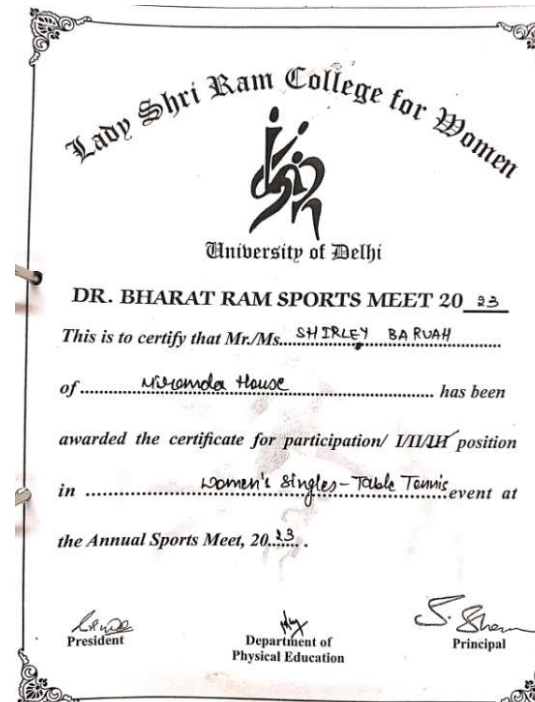 Lady Shri Ram College for Women
University of Delhi
DR. BHARAT RAM SPORTS MEET 20 23
This is to certify that Mr./Ms. SHIRLEY BARUAH
of Miranda House has been
awarded the certificate for participation/ I/II/III position
in Women's Singles-Table Tennis event at
the Annual Sports Meet, 20 23.
President
Department of
Physical Education
Principal